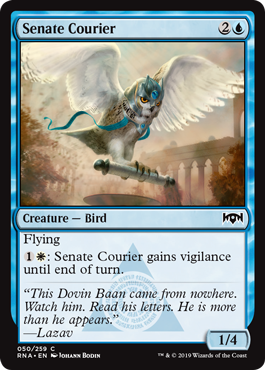 Senate Courier 2
Creature — Bird
RNA
Flying
1 : Senate Courier gains vigilance
until end of turn.
"This Dovin Baan came from nowhere.
Watch him. Read his letters. He is more
than he appears."
—Lazav
1/4
050/259 C
RNA • EN Johann Bodin
™ & © 2019 Wizards of the Coast